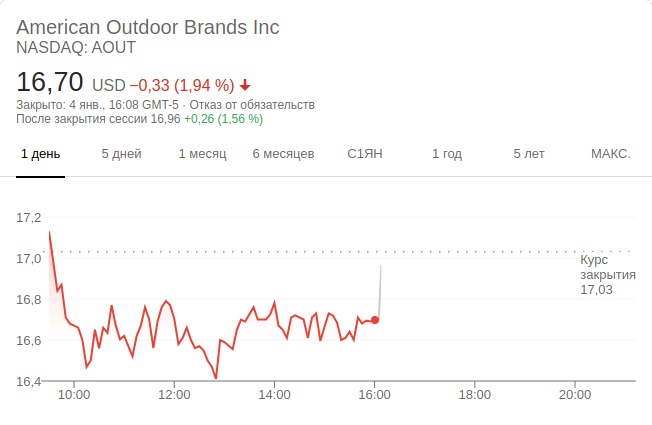 American Outdoor Brands Inc
NASDAQ: AOUT
16,70 USD −0,33 (1,94 %)
Закрыто: 4 янв., 16:08 GMT-5 · Отказ от обязательств
После закрытия сессии 16,96 +0,26 (1,56 %)
1 день 5 дней 1 месяц 6 месяцев С1ЯН 1 год 5 лет МАКС.
17,2
17,0
Курс
закрытия
17,03
16,8
16,6
16,4
10:00 12:00 14:00 16:00 18:00 20:00